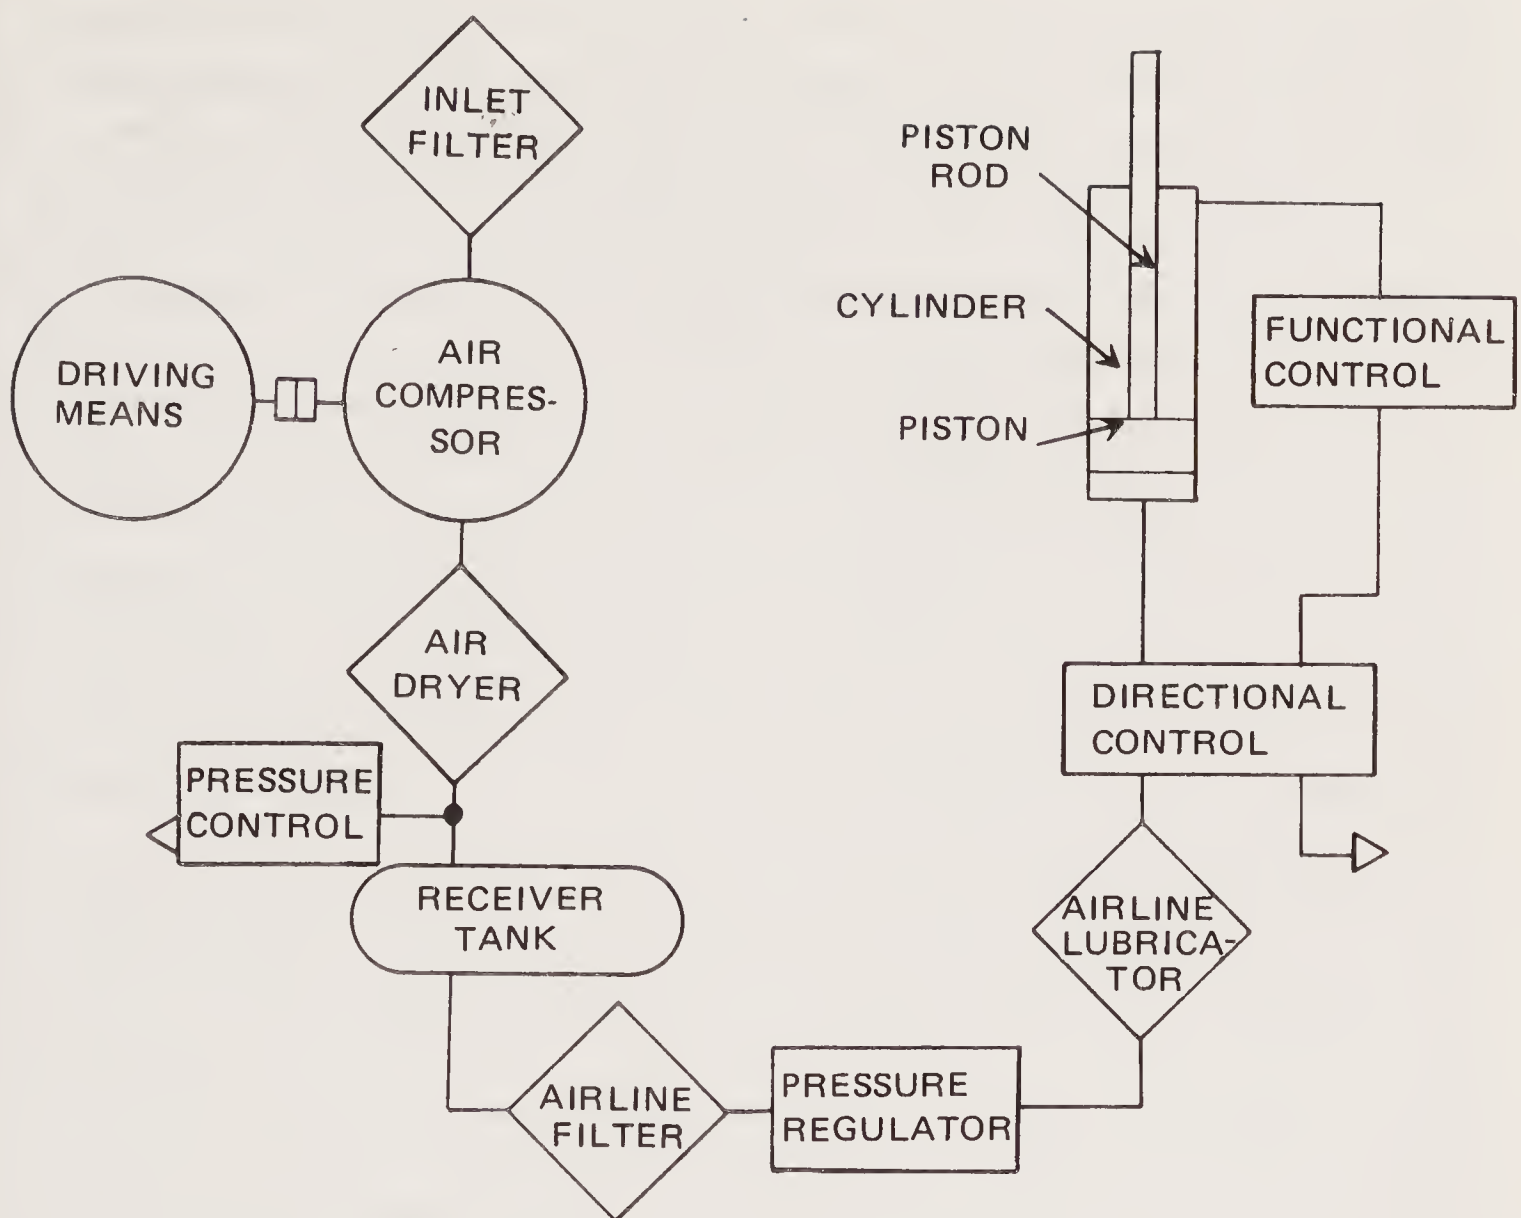 INLET
FILTER
DRIVING
MEANS
AIR
COMPRES-
SOR
AIR
DRYER
PRESSURE
CONTROL
RECEIVER
TANK
AIRLINE
FILTER
PRESSURE
REGULATOR
AIRLINE
LUBRICA-
TOR
DIRECTIONAL
CONTROL
FUNCTIONAL
CONTROL
PISTON
ROD
CYLINDER
PISTON